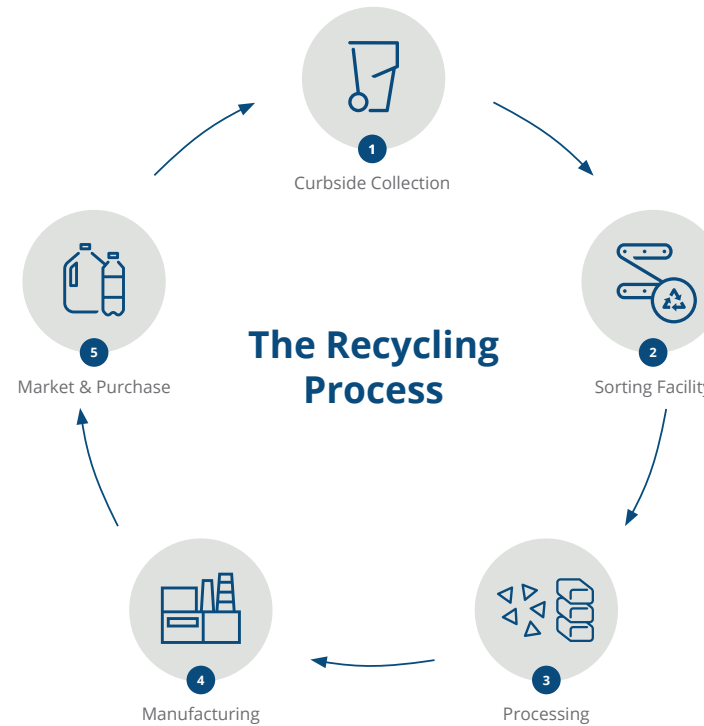 1
Curbside Collection
2
Sorting Facility
The Recycling
Process
3
Processing
4
Manufacturing
5
Market & Purchase